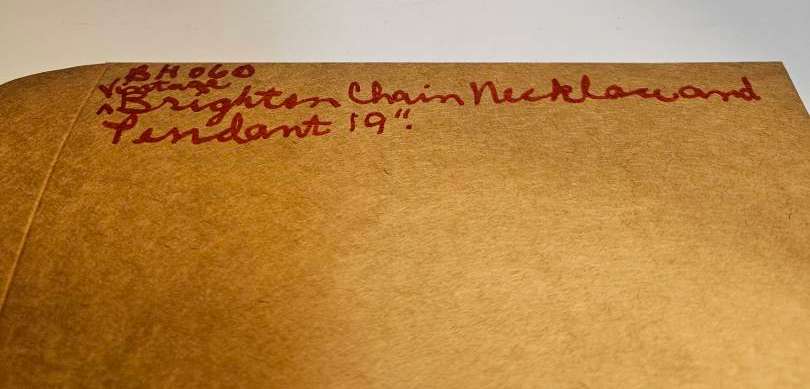 BH060
Vintage
^Brighton Chain Necklace and
Pendant 19".